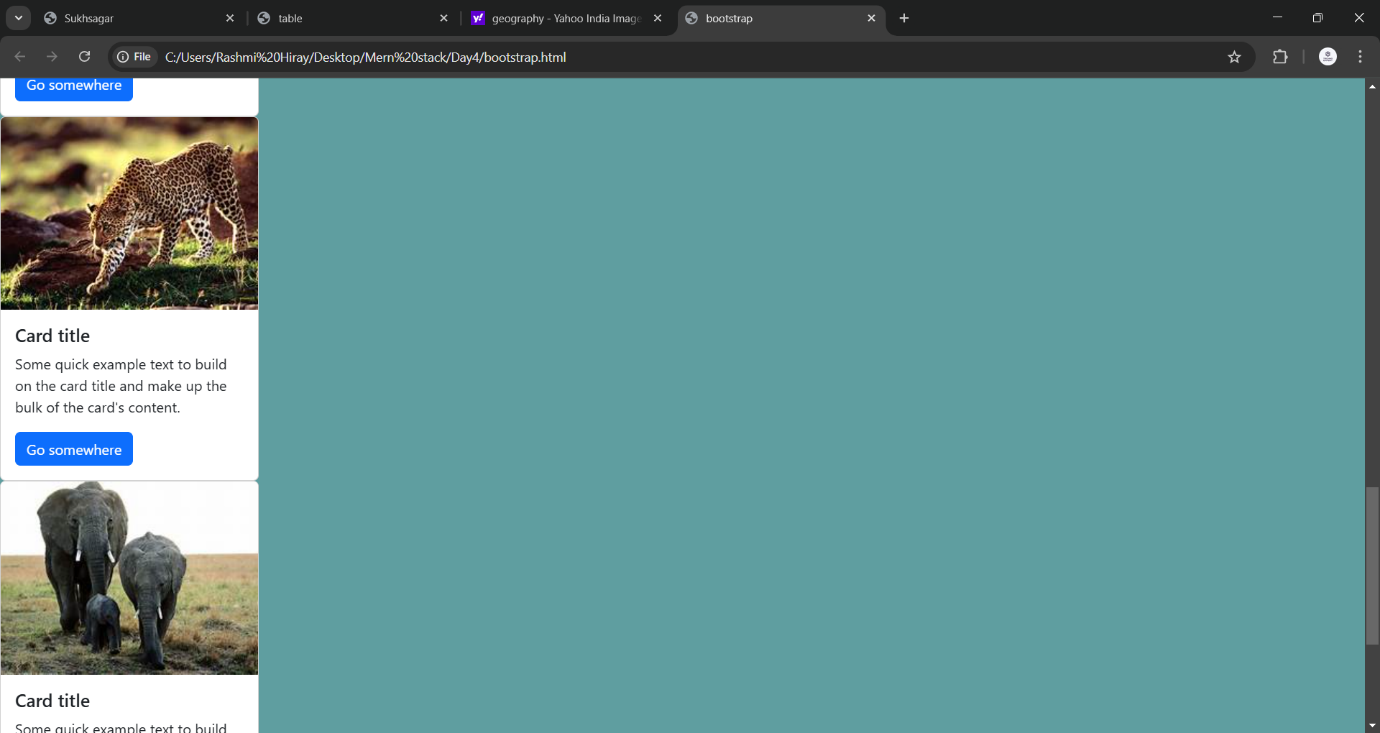 Sukhsagar
table
geography - Yahoo India Image
bootstrap
File
C:/Users/Rashmi%20Hiray/Desktop/Mern%20stack/Day4/bootstrap.html
Go somewhere
Card title
Some quick example text to build
on the card title and make up the
bulk of the card's content.
Go somewhere
Card title
Some quick example text to build